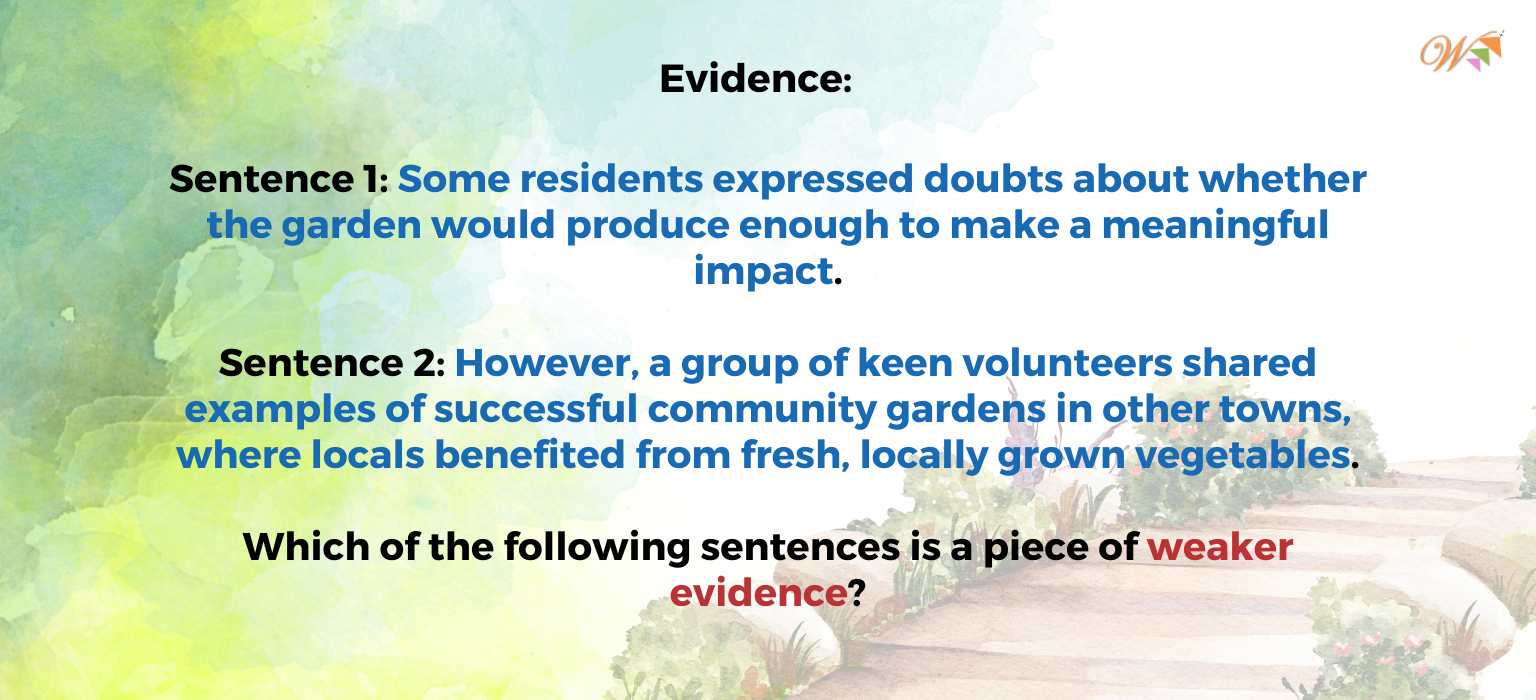 Evidence:
Sentence 1: Some residents expressed doubts about whether
the garden would produce enough to make a meaningful
impact.
Sentence 2: However, a group of keen volunteers shared
examples of successful community gardens in other towns,
where locals benefited from fresh, locally grown vegetables.
Which of the following sentences is a piece of weaker
evidence?
W